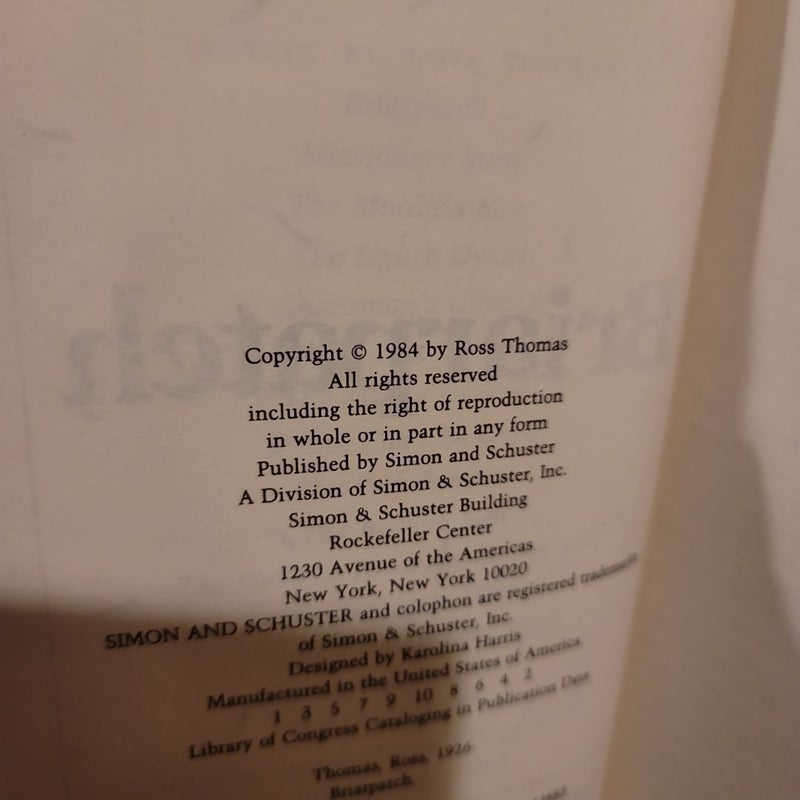 Copyright © 1984 by Ross Thomas
All rights reserved
including the right of reproduction
in whole or in part in any form
Published by Simon and Schuster
A Division of Simon & Schuster, Inc.
Simon & Schuster Building
Rockefeller Center
1230 Avenue of the Americas
New York, New York 10020
SIMON AND SCHUSTER and colophon are registered trademarks
of Simon & Schuster, Inc.
Designed by Karolina Harris
Manufactured in the United States of America
1 3 5 7 9 10 8 6 4 2
Library of Congress Cataloging in Publication Data
Thomas, Ross, 1926-
Briarpatch.